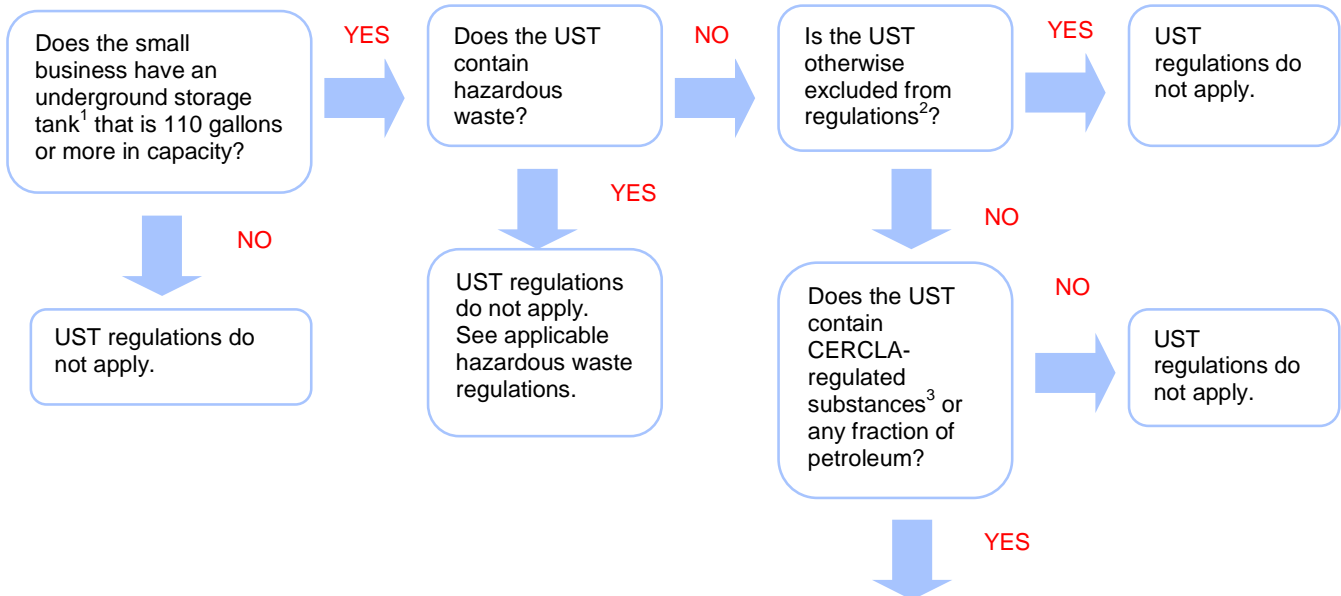 Does the small
business have an
underground storage
tank1 that is 110 gallons
or more in capacity?
YES
Does the UST
contain
hazardous
waste?
NO
Is the UST
otherwise
excluded from
regulations2?
YES
UST
regulations do
not apply.
NO
UST regulations do
not apply.
YES
UST regulations
do not apply.
See applicable
hazardous waste
regulations.
NO
Does the UST
contain
CERCLA-
regulated
substances3 or
any fraction of
petroleum?
NO
UST
regulations do
not apply.
YES